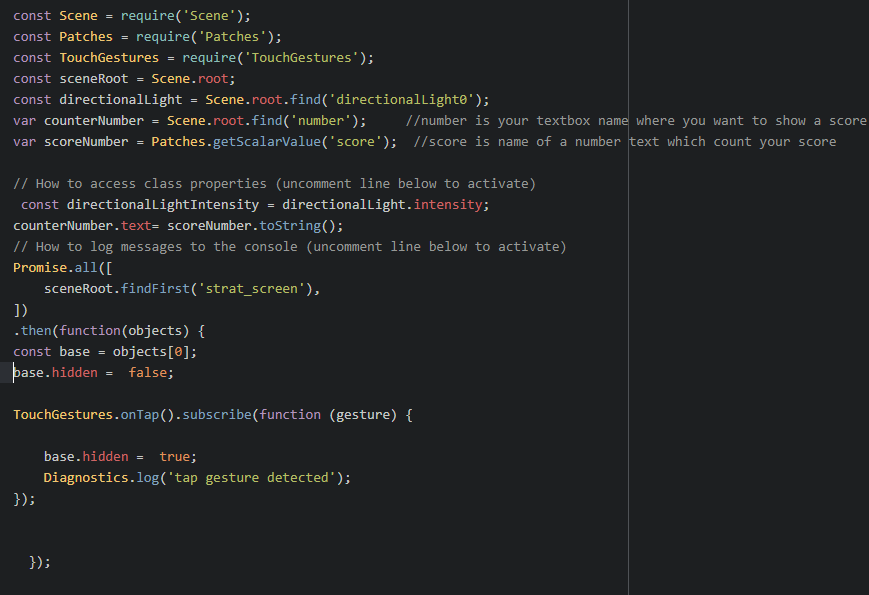 const Scene = require('Scene');
const Patches = require('Patches');
const TouchGestures = require('TouchGestures');
const sceneRoot = Scene.root;
const directionalLight = Scene.root.find('directionalLight0');
var counterNumber = Scene.root.find('number');     //number is your textbox name where you want to show a score
var scoreNumber = Patches.getScalarValue('score');  //score is name of a number text which count your score
// How to access class properties (uncomment line below to activate)
 const directionalLightIntensity = directionalLight.intensity;
counterNumber.text= scoreNumber.toString();
// How to log messages to the console (uncomment line below to activate)
Promise.all([
    sceneRoot.findFirst('strat_screen'),
])
.then(function(objects) {
const base = objects[0];
base.hidden =  false;
TouchGestures.onTap().subscribe(function (gesture) {
    base.hidden =  true;
    Diagnostics.log('tap gesture detected');
});
  });